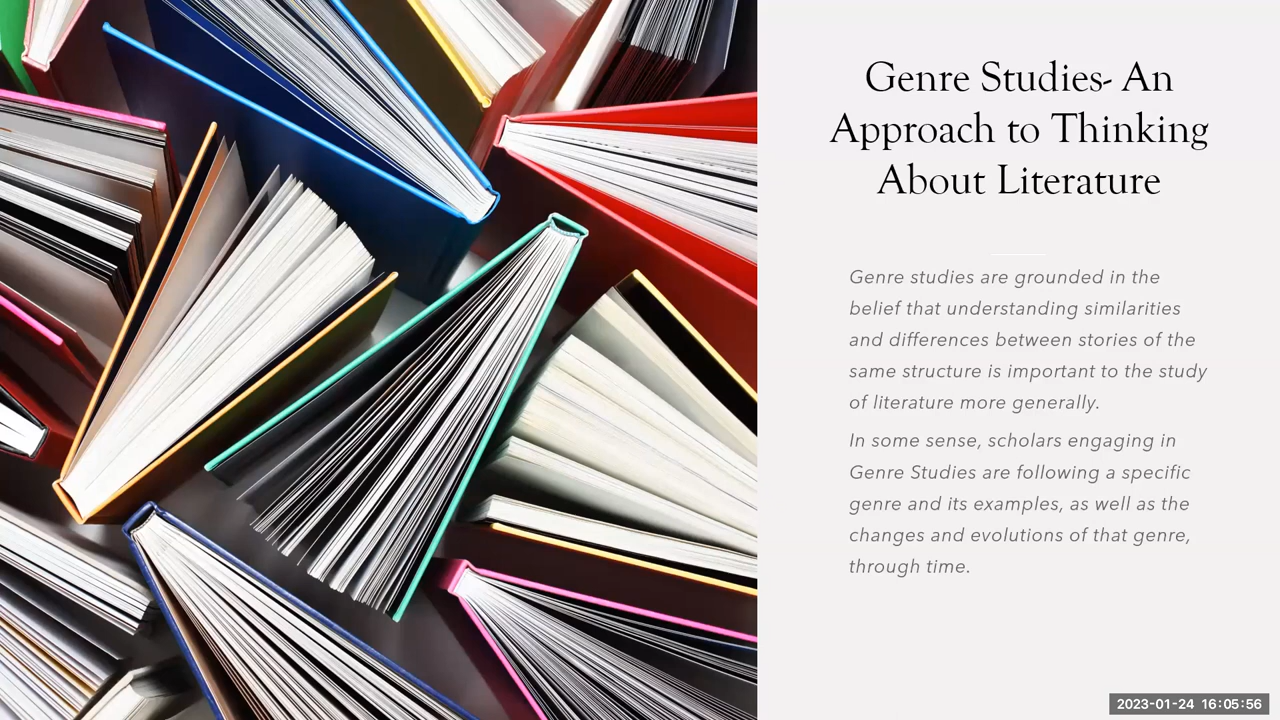 Genre Studies- An
Approach to Thinking
About Literature
Genre studies are grounded in the
belief that understanding similarities
and differences between stories of the
same structure is important to the study
of literature more generally.
In some sense, scholars engaging in
Genre Studies are following a specific
genre and its examples, as well as the
changes and evolutions of that genre,
through time.
2023-01-24 16:05:56